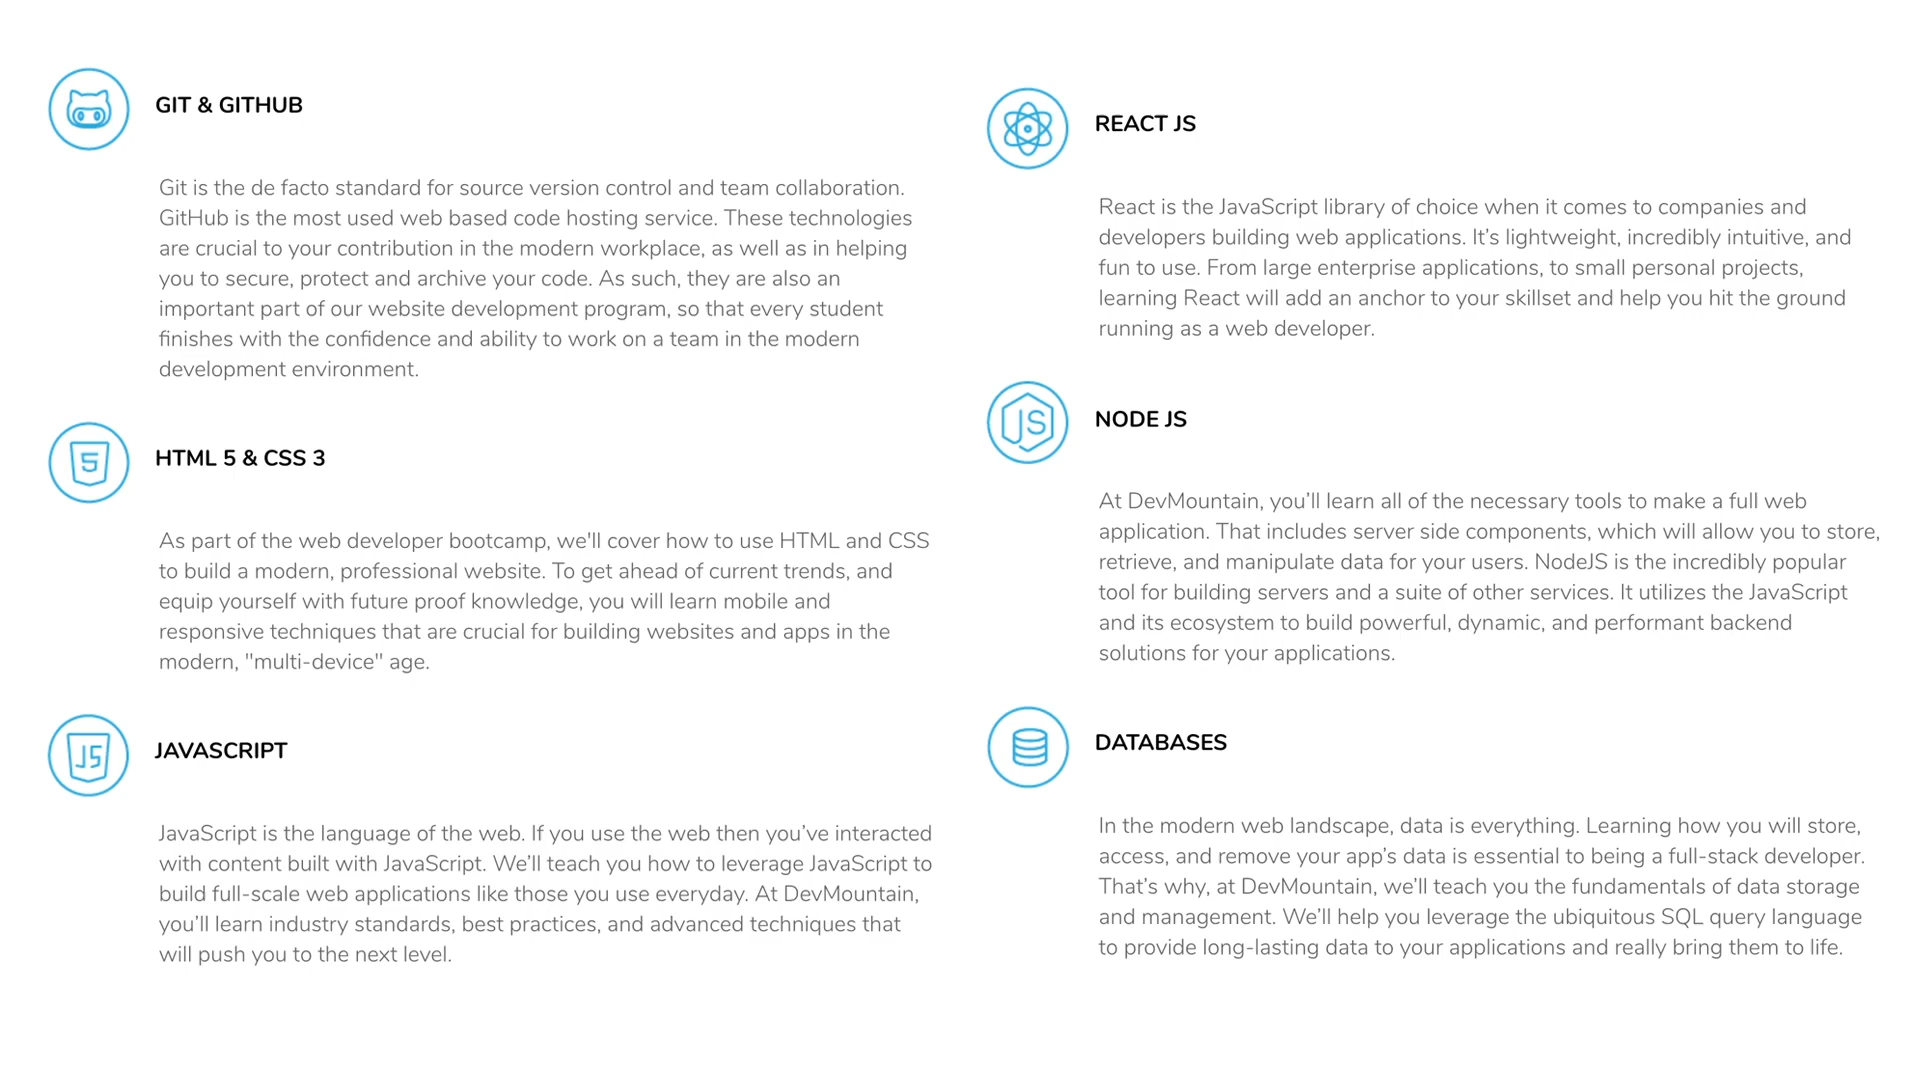 GIT & GITHUB
Git is the de facto standard for source version control and team collaboration.
GitHub is the most used web based code hosting service. These technologies
are crucial to your contribution in the modern workplace, as well as in helping
you to secure, protect and archive your code. As such, they are also an
important part of our website development program, so that every student
finishes with the confidence and ability to work on a team in the modern
development environment.
5
HTML 5 & CSS 3
As part of the web developer bootcamp, we'll cover how to use HTML and CSS
to build a modern, professional website. To get ahead of current trends, and
equip yourself with future proof knowledge, you will learn mobile and
responsive techniques that are crucial for building websites and apps in the
modern, "multi-device" age.
JS
JAVASCRIPT
JavaScript is the language of the web. If you use the web then you’ve interacted
with content built with JavaScript. We’ll teach you how to leverage JavaScript to
build full-scale web applications like those you use everyday. At DevMountain,
you’ll learn industry standards, best practices, and advanced techniques that
will push you to the next level.
REACT JS
React is the JavaScript library of choice when it comes to companies and
developers building web applications. It’s lightweight, incredibly intuitive, and
fun to use. From large enterprise applications, to small personal projects,
learning React will add an anchor to your skillset and help you hit the ground
running as a web developer.
JS
NODE JS
At DevMountain, you’ll learn all of the necessary tools to make a full web
application. That includes server side components, which will allow you to store,
retrieve, and manipulate data for your users. NodeJS is the incredibly popular
tool for building servers and a suite of other services. It utilizes the JavaScript
and its ecosystem to build powerful, dynamic, and performant backend
solutions for your applications.
DATABASES
In the modern web landscape, data is everything. Learning how you will store,
access, and remove your app’s data is essential to being a full-stack developer.
That’s why, at DevMountain, we’ll teach you the fundamentals of data storage
and management. We’ll help you leverage the ubiquitous SQL query language
to provide long-lasting data to your applications and really bring them to life.